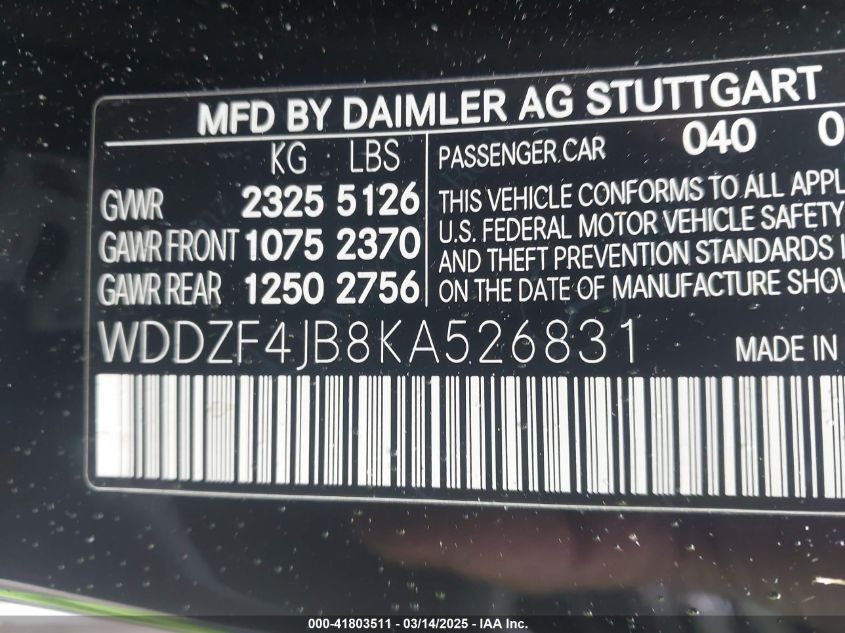 MFD BY DAIMLER AG STUTTGART
KG LBS
GVWR 2325 5126
GAWR FRONT 1075 2370
GAWR REAR 1250 2756
PASSENGER CAR 040 0
THIS VEHICLE CONFORMS TO ALL APPL
U.S. FEDERAL MOTOR VEHICLE SAFETY
AND THEFT PREVENTION STANDARDS I
ON THE DATE OF MANUFACTURE SHO
WDDZF4JB8KA526831 MADE IN
000-41803511 - 03/14/2025 - IAA Inc.